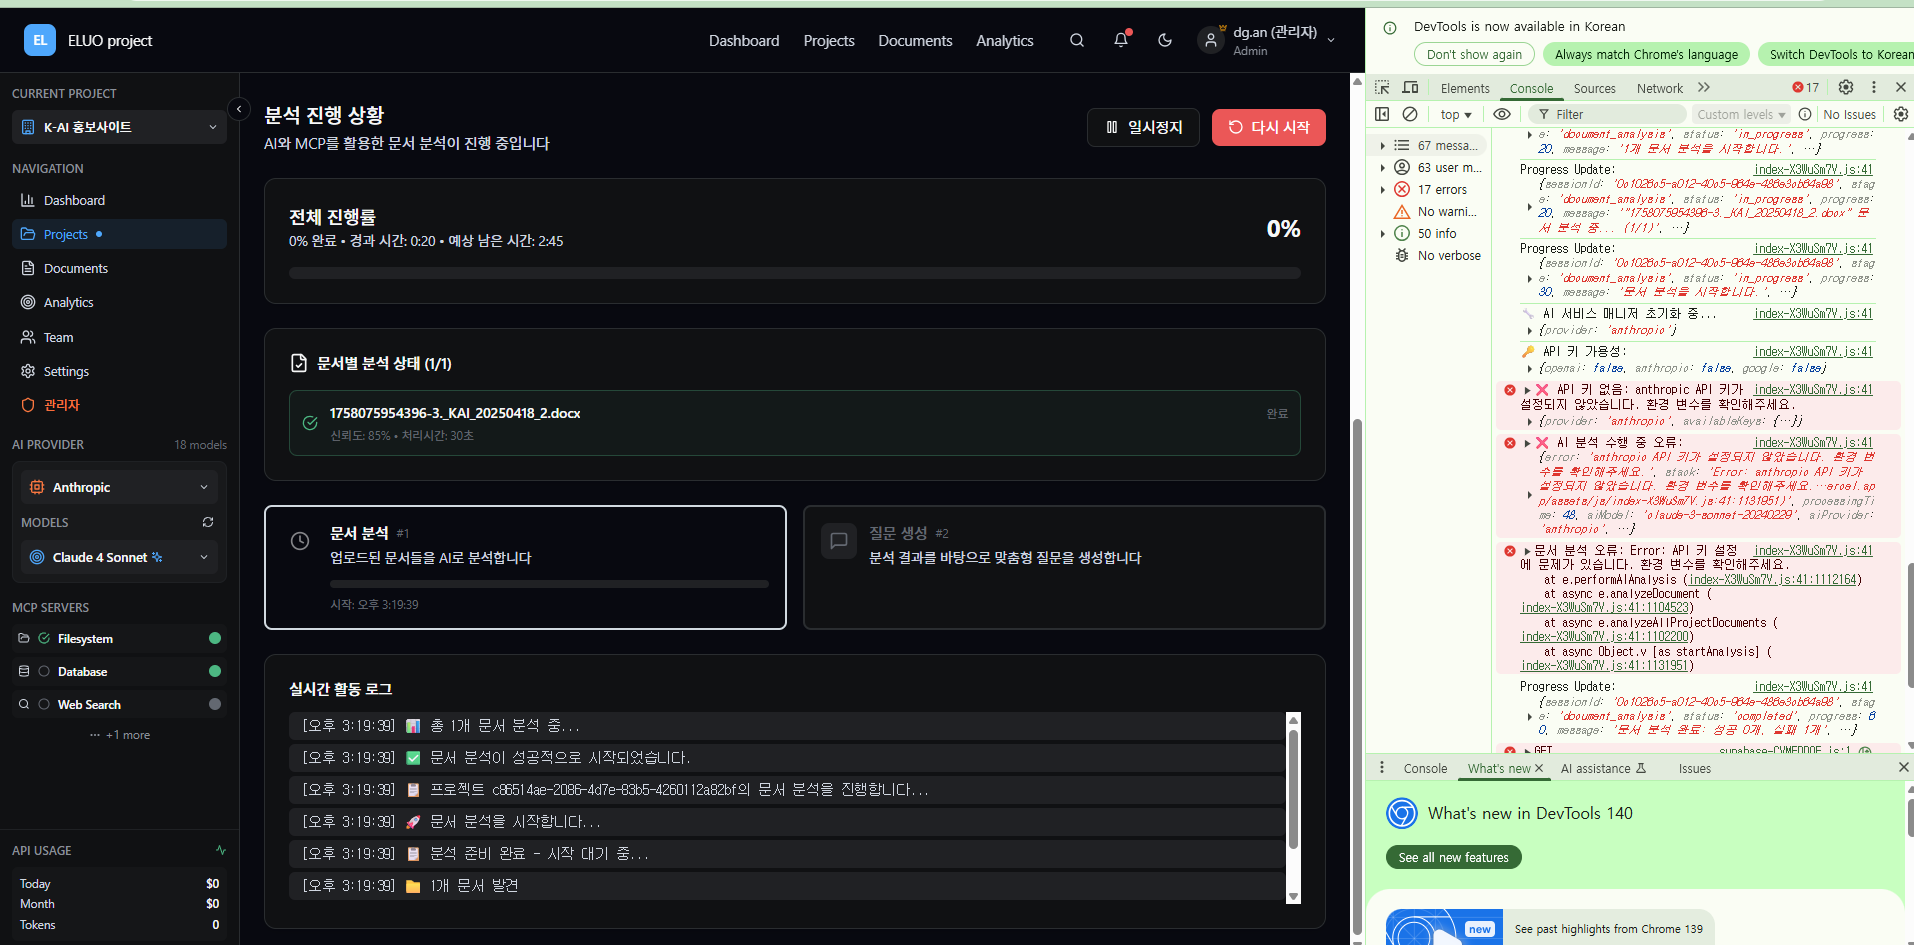 EL
ELUO project
Dashboard
Projects
Documents
Analytics
dg.an (관리자)
Admin
CURRENT PROJECT
K-AI 홍보사이트
NAVIGATION
Dashboard
Projects
Documents
Analytics
Team
Settings
관리자
AI PROVIDER
18 models
Anthropic
MODELS
Claude 4 Sonnet
MCP SERVERS
Filesystem
Database
Web Search
··· +1 more
API USAGE
Today $0
Month $0
Tokens 0
분석 진행 상황
AI와 MCP를 활용한 문서 분석이 진행 중입니다
일시정지
다시 시작
전체 진행률
0% 완료 • 경과 시간: 0:20 • 예상 남은 시간: 2:45
0%
문서별 분석 상태 (1/1)
1758075954396-3._KAI_20250418_2.docx
신뢰도: 85% • 처리시간: 30초
완료
문서 분석 #1
업로드된 문서들을 AI로 분석합니다
시작: 오후 3:19:39
질문 생성 #2
분석 결과를 바탕으로 맞춤형 질문을 생성합니다
실시간 활동 로그
[오후 3:19:39] 📊 총 1개 문서 분석 중...
[오후 3:19:39] ✅ 문서 분석이 성공적으로 시작되었습니다.
[오후 3:19:39] 📋 프로젝트 c86514ae-2086-4d7e-83b5-4260112a82bf의 문서 분석을 진행합니다...
[오후 3:19:39] 🚀 문서 분석을 시작합니다...
[오후 3:19:39] 📋 분석 준비 완료 - 시작 대기 중...
[오후 3:19:39] 📁 1개 문서 발견
DevTools is now available in Korean
Don't show again
Always match Chrome's language
Switch DevTools to Korean
Elements
Console
Sources
Network
17
top
Filter
Custom levels
No Issues
67 messa...
63 user m...
17 errors
No warni...
50 info
No verbose
e: 'document_analysis', status: 'in_progress', progress:
20, message: '1개 문서 분석을 시작합니다.', …}
Progress Update: index-X3WuSm7V.js:41
stag
e: 'document_analysis', status: 'in_progress', progress:
20, message: '"1758075954396-3._KAI_20250418_2.docx" 문
서 분석 중... (1/1)', …}
Progress Update: index-X3WuSm7V.js:41
stag
e: 'document_analysis', status: 'in_progress', progress:
30, message: '문서 분석을 시작합니다.', …}
🔧 AI 서비스 매니저 초기화 중... index-X3WuSm7V.js:41
{provider: 'anthropic'}
🔑 API 키 가용성: index-X3WuSm7V.js:41
{openai: false, anthropic: false, google: false}
❌ API 키 없음: anthropic API 키가 index-X3WuSm7V.js:41
설정되지 않았습니다. 환경 변수를 확인해주세요.
{provider: 'anthropic', availableKeys: {…}}
❌ AI 분석 수행 중 오류: index-X3WuSm7V.js:41
{error: 'anthropic API 키가 설정되지 않았습니다. 환경 변
수를 확인해주세요.', stack: 'Error: anthropic API 키가
설정되지 않았습니다. 환경 변수를 확인해주세요.…ercel.ap
p/assets/js/index-X3WuSm7V.js:41:1131951)', processingTi
me: 48, aiModel: 'claude-3-sonnet-20240229', aiProvider:
'anthropic', …}
문서 분석 오류: Error: API 키 설정 index-X3WuSm7V.js:41
에 문제가 있습니다. 환경 변수를 확인해주세요.
at e.performAIAnalysis (index-X3WuSm7V.js:41:1112164)
at async e.analyzeDocument (
index-X3WuSm7V.js:41:1104523)
at async e.analyzeAllProjectDocuments (
index-X3WuSm7V.js:41:1102200)
at async Object.v [as startAnalysis] (
index-X3WuSm7V.js:41:1131951)
Progress Update: index-X3WuSm7V.js:41
stag
e: 'document_analysis', status: 'completed', progress: 6
0, message: '문서 분석 완료: 성공 0개, 실패 1개', …}
GET
Console
What's new
AI assistance
Issues
What's new in DevTools 140
See all new features
new
See past highlights from Chrome 139